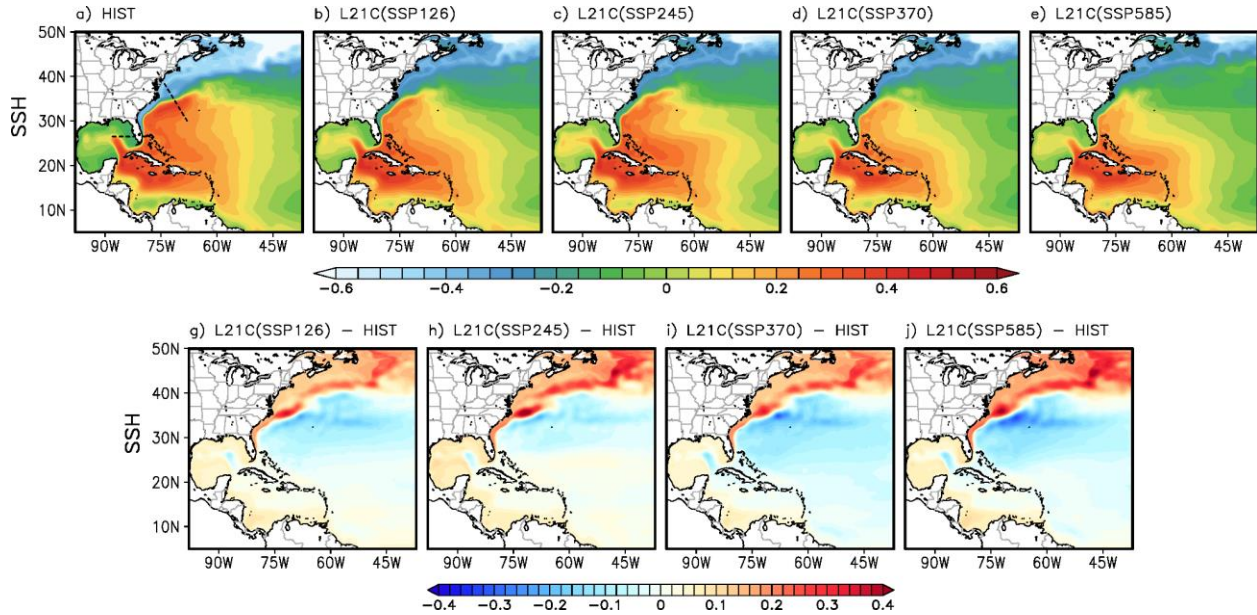 a) HIST
b) L21C(SSP126)
c) L21C(SSP245)
d) L21C(SSP370)
e) L21C(SSP585)
SSH
50N
40N
30N
20N
10N
90W 75W 60W 45W
90W 75W 60W 45W
90W 75W 60W 45W
90W 75W 60W 45W
90W 75W 60W 45W
−0.6 −0.4 −0.2 0 0.2 0.4 0.6
g) L21C(SSP126) − HIST
h) L21C(SSP245) − HIST
i) L21C(SSP370) − HIST
j) L21C(SSP585) − HIST
SSH
50N
40N
30N
20N
10N
90W 75W 60W 45W
90W 75W 60W 45W
90W 75W 60W 45W
90W 75W 60W 45W
−0.4 −0.3 −0.2 −0.1 0 0.1 0.2 0.3 0.4